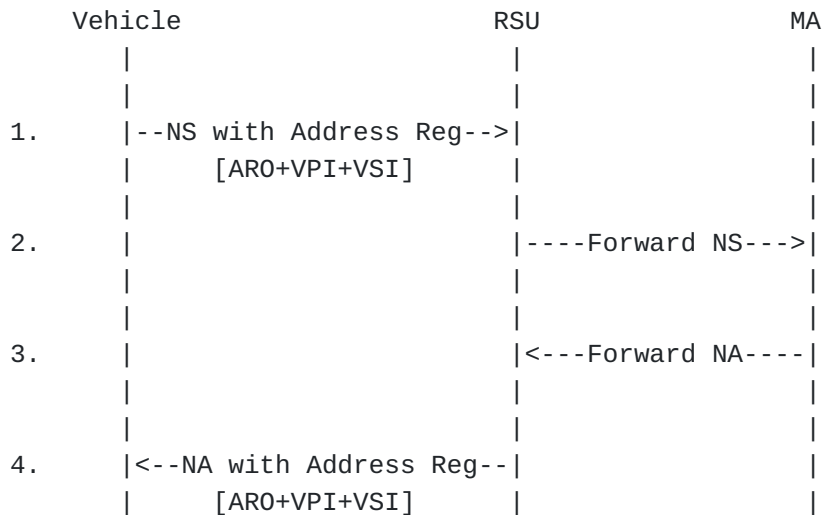 Vehicle                    RSU                MA
        |                        |                  |
        |                        |                  |
1.      |--NS with Address Reg-->|                  |
        |     [ARO+VPI+VSI]      |                  |
        |                        |                  |
2.      |                        |----Forward NS--->|
        |                        |                  |
        |                        |                  |
3.      |                        |<---Forward NA----|
        |                        |                  |
        |                        |                  |
4.      |<--NA with Address Reg--|                  |
        |     [ARO+VPI+VSI]      |                  |